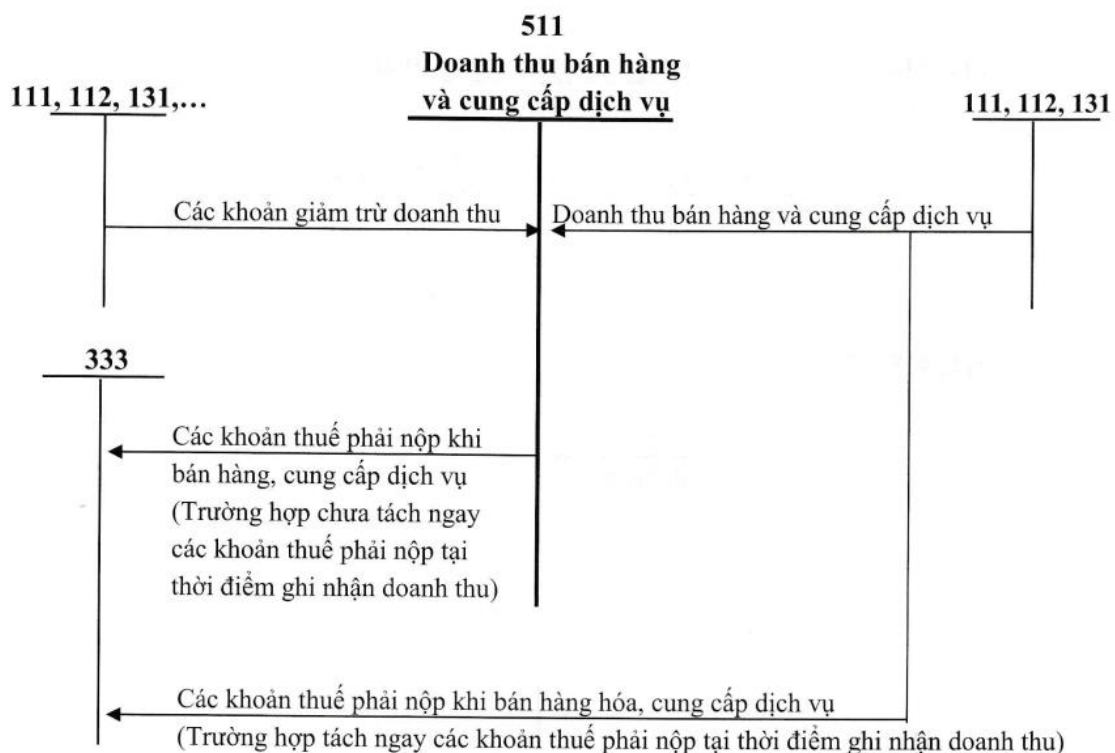 511
Doanh thu bán hàng
và cung cấp dịch vụ
111, 112, 131,...
111, 112, 131
Các khoản giảm trừ doanh thu
Doanh thu bán hàng và cung cấp dịch vụ
333
Các khoản thuế phải nộp khi
bán hàng, cung cấp dịch vụ
(Trường hợp chưa tách ngay
các khoản thuế phải nộp tại
thời điểm ghi nhận doanh thu)
Các khoản thuế phải nộp khi bán hàng hóa, cung cấp dịch vụ
(Trường hợp tách ngay các khoản thuế phải nộp tại thời điểm ghi nhận doanh thu)